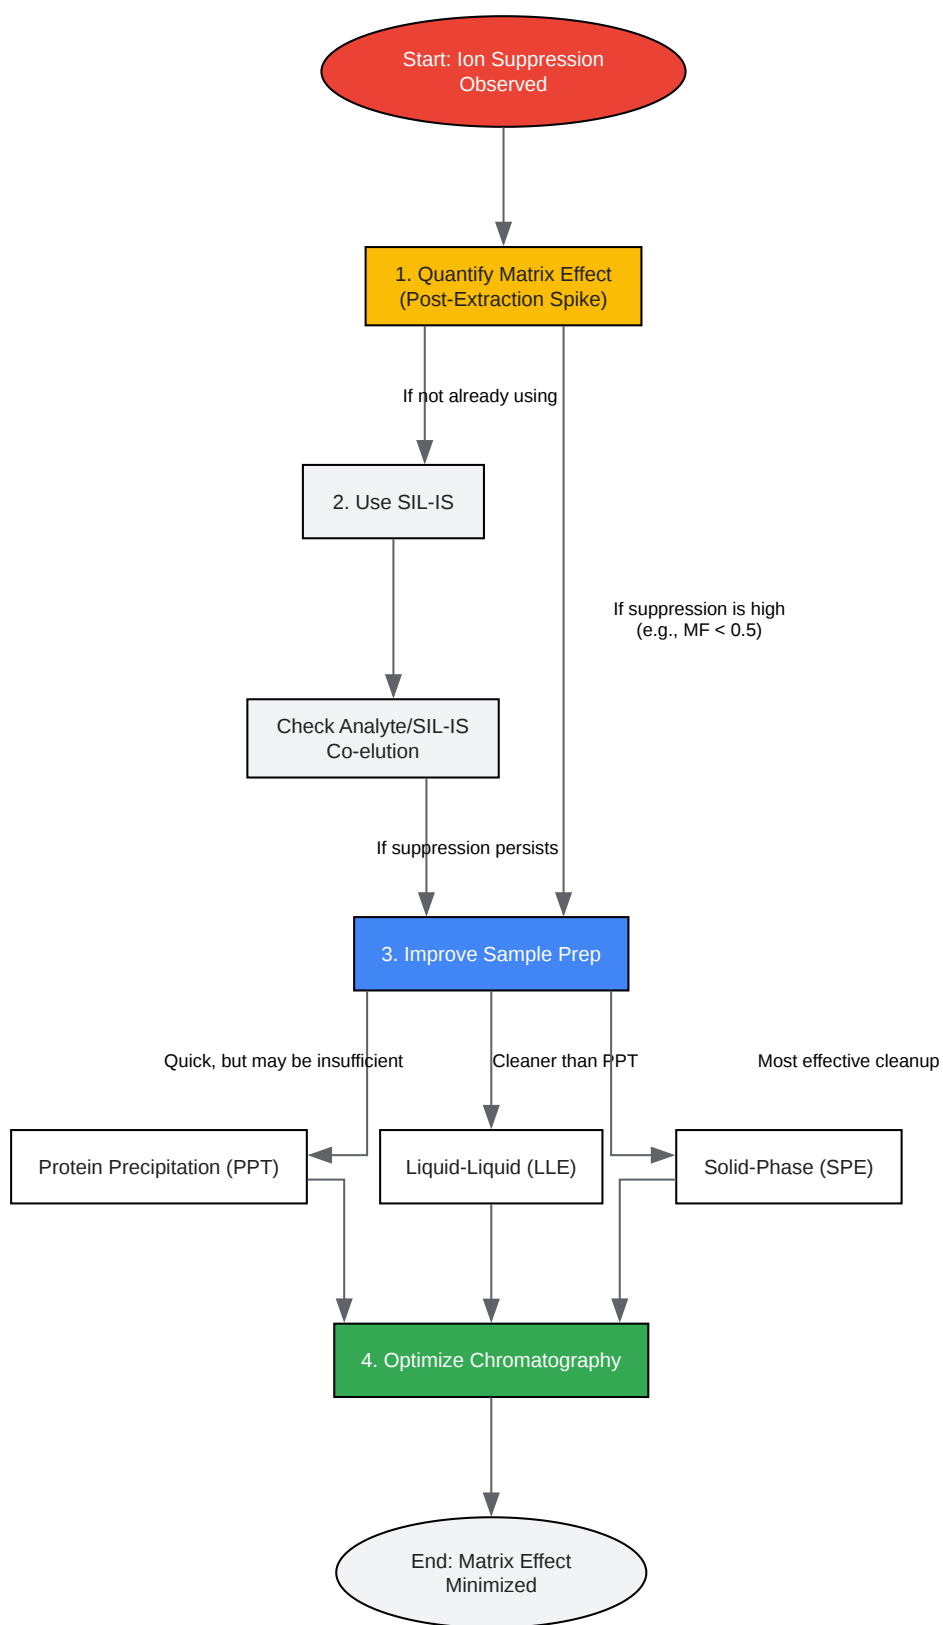 Start: Ion Suppression
Observed
1. Quantify Matrix Effect
(Post-Extraction Spike)
If not already using
2. Use SIL-IS
If suppression is high
(e.g., MF < 0.5)
Check Analyte/SIL-IS
Co-elution
If suppression persists
3. Improve Sample Prep
Quick, but may be insufficient
Cleaner than PPT
Most effective cleanup
Protein Precipitation (PPT)
Liquid-Liquid (LLE)
Solid-Phase (SPE)
4. Optimize Chromatography
End: Matrix Effect
Minimized